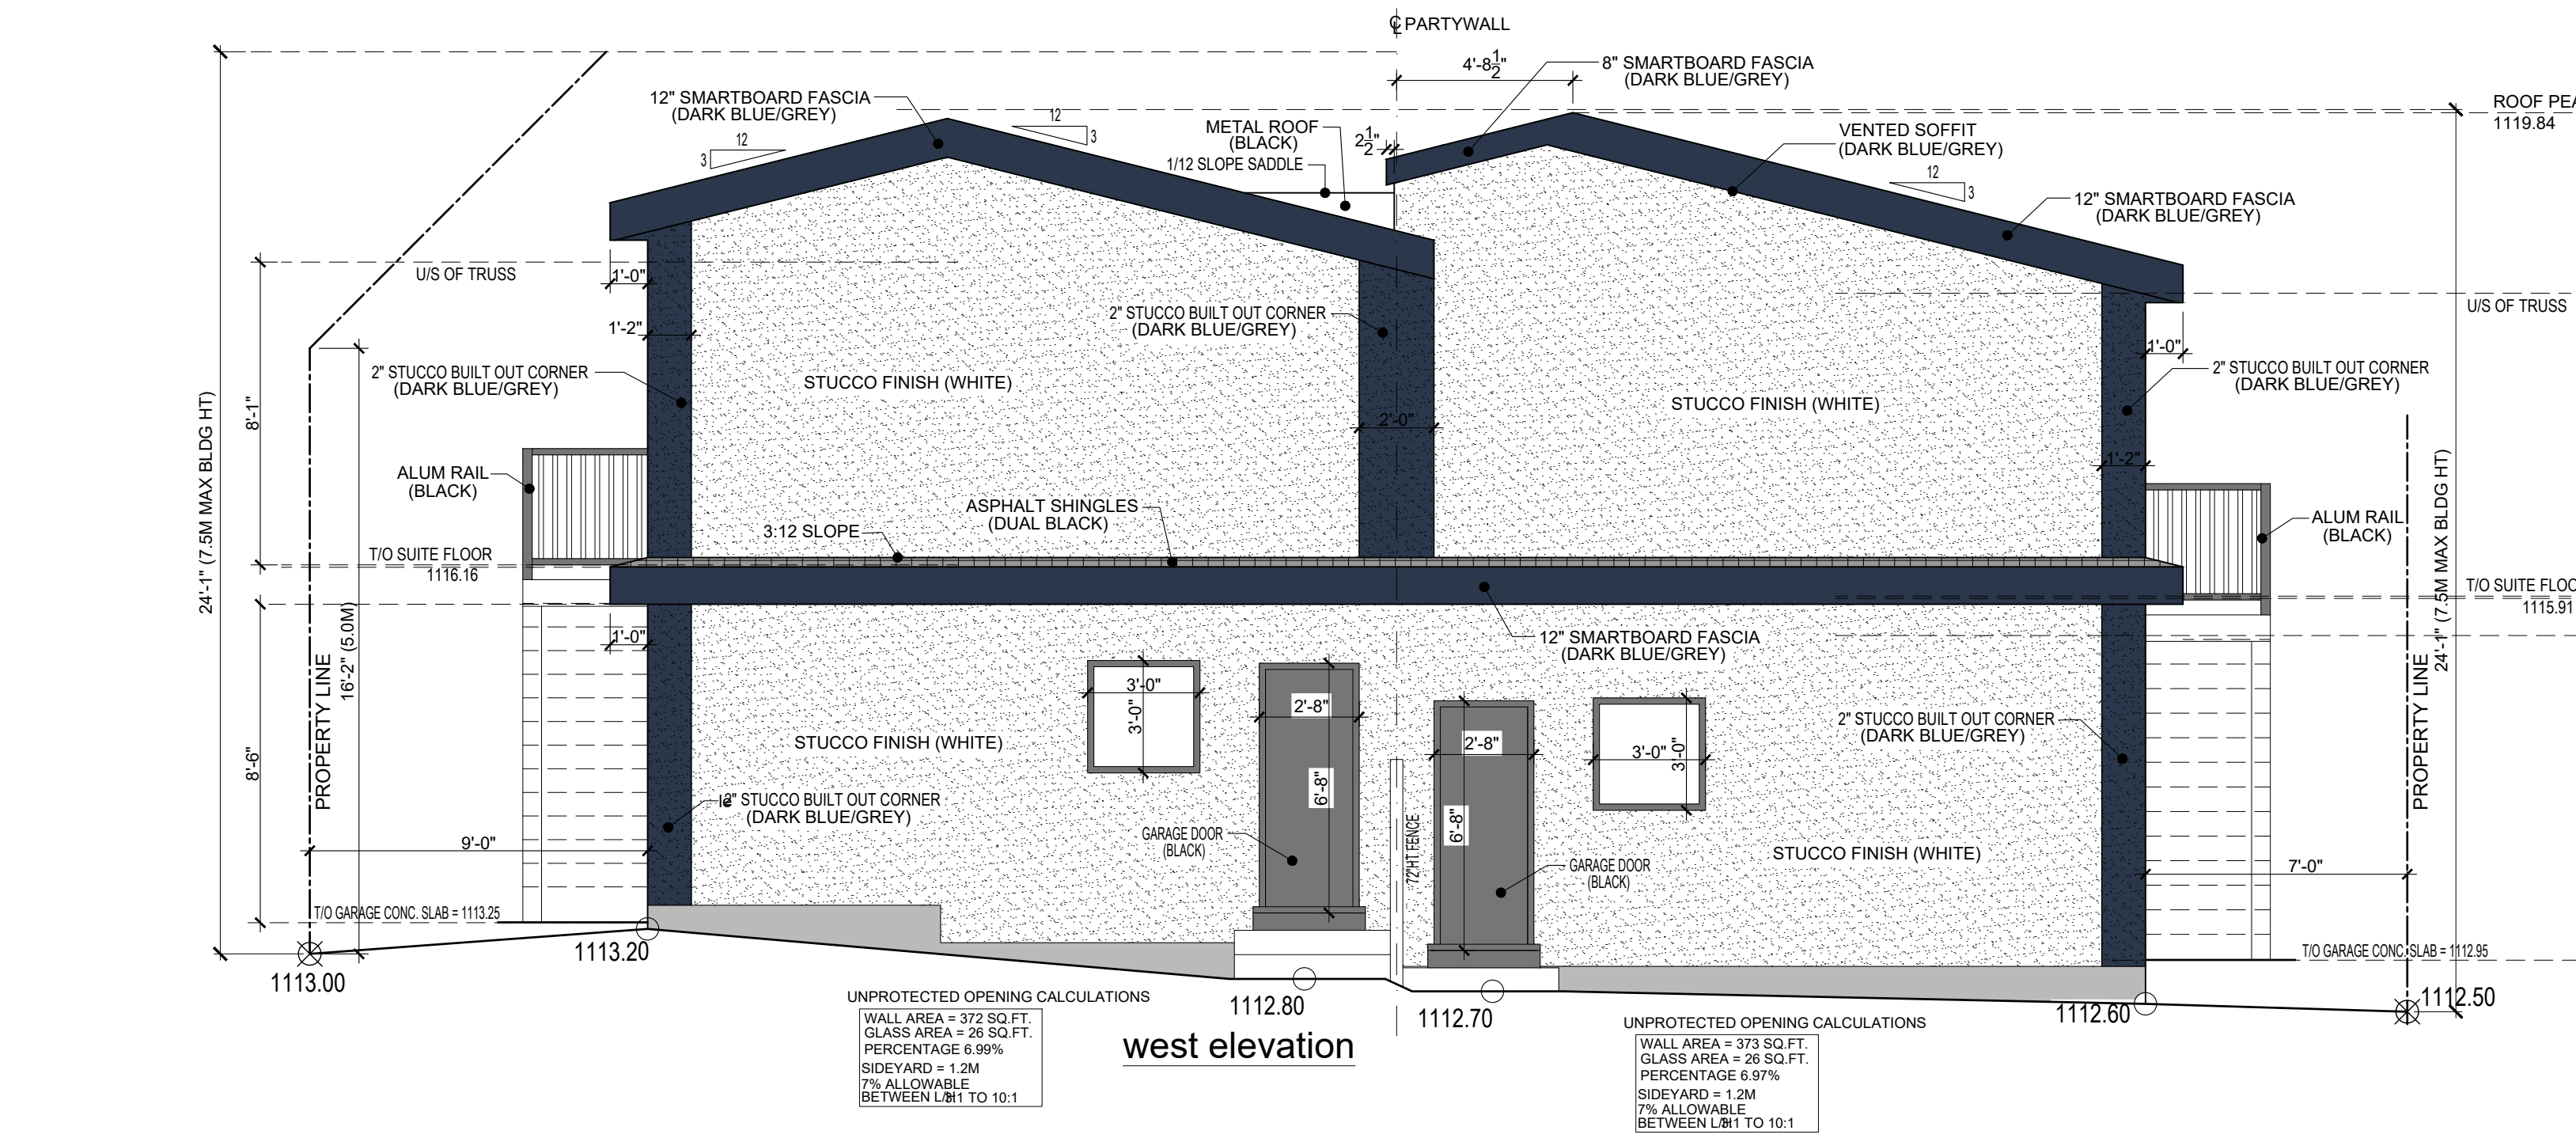 ℄ PARTYWALL
4'-8 1/2"
8" SMARTBOARD FASCIA
(DARK BLUE/GREY)
ROOF PEA
1119.84
12" SMARTBOARD FASCIA
(DARK BLUE/GREY)
12
3
12
3
METAL ROOF
(BLACK)
1/12 SLOPE SADDLE
2 1/2"
VENTED SOFFIT
(DARK BLUE/GREY)
12
3
12" SMARTBOARD FASCIA
(DARK BLUE/GREY)
U/S OF TRUSS
1'-0"
1'-2"
2" STUCCO BUILT OUT CORNER
(DARK BLUE/GREY)
U/S OF TRUSS
1'-0"
2" STUCCO BUILT OUT CORNER
(DARK BLUE/GREY)
STUCCO FINISH (WHITE)
STUCCO FINISH (WHITE)
2" STUCCO BUILT OUT CORNER
(DARK BLUE/GREY)
24'-1" (7.5M MAX BLDG HT)
8'-1"
2'-0"
1'-2"
24'-1" (7.5M MAX BLDG HT)
ALUM RAIL
(BLACK)
ASPHALT SHINGLES
(DUAL BLACK)
3:12 SLOPE
ALUM RAIL
(BLACK)
T/O SUITE FLOOR
1116.16
T/O SUITE FLOO
1115.91
1'-0"
12" SMARTBOARD FASCIA
(DARK BLUE/GREY)
PROPERTY LINE
16'-2" (5.0M)
8'-6"
3'-0"
3'-0"
2'-8"
6'-8"
2'-8"
6'-8"
3'-0"
3'-0"
2" STUCCO BUILT OUT CORNER
(DARK BLUE/GREY)
PROPERTY LINE
STUCCO FINISH (WHITE)
2" STUCCO BUILT OUT CORNER
(DARK BLUE/GREY)
GARAGE DOOR
(BLACK)
72" HT. FENCE
GARAGE DOOR
(BLACK)
STUCCO FINISH (WHITE)
9'-0"
7'-0"
T/O GARAGE CONC. SLAB = 1113.25
T/O GARAGE CONC. SLAB = 1112.95
1113.00
1113.20
1112.80
1112.70
1112.60
1112.50
UNPROTECTED OPENING CALCULATIONS
WALL AREA = 372 SQ.FT.
GLASS AREA = 26 SQ.FT.
PERCENTAGE 6.99%
SIDEYARD = 1.2M
7% ALLOWABLE
BETWEEN L/H 3:1 TO 10:1
west elevation
UNPROTECTED OPENING CALCULATIONS
WALL AREA = 373 SQ.FT.
GLASS AREA = 26 SQ.FT.
PERCENTAGE 6.97%
SIDEYARD = 1.2M
7% ALLOWABLE
BETWEEN L/H 3:1 TO 10:1